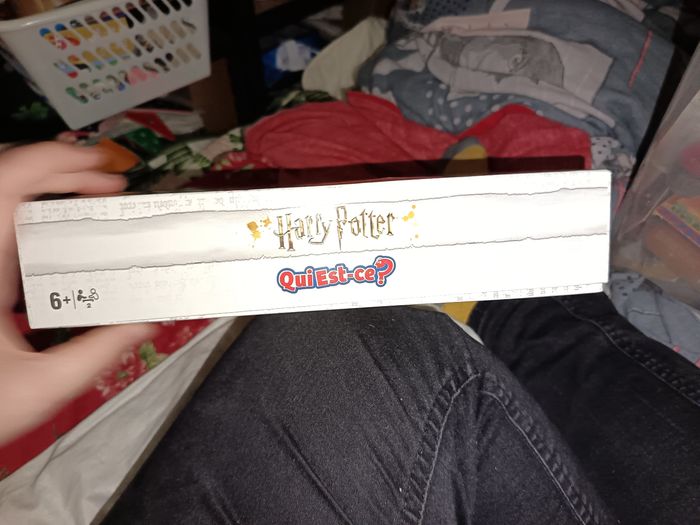 Harry Potter
Qui Est-ce?
6+
2